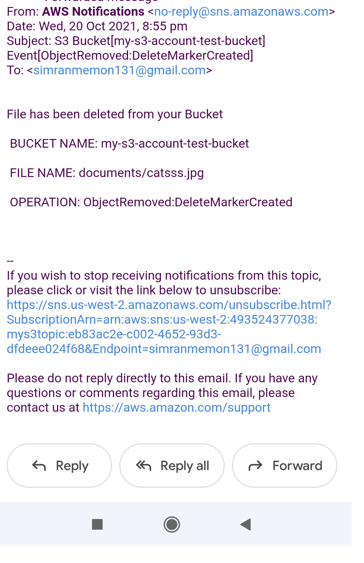 From: AWS Notifications <no-reply@sns.amazonaws.com>
Date: Wed, 20 Oct 2021, 8:55 pm
Subject: S3 Bucket[my-s3-account-test-bucket]
Event[ObjectRemoved:DeleteMarkerCreated]
To: <simranmemon131@gmail.com>
File has been deleted from your Bucket
BUCKET NAME: my-s3-account-test-bucket
FILE NAME: documents/catsss.jpg
OPERATION: ObjectRemoved:DeleteMarkerCreated
--
If you wish to stop receiving notifications from this topic,
please click or visit the link below to unsubscribe:
https://sns.us-west-2.amazonaws.com/unsubscribe.html?
SubscriptionArn=arn:aws:sns:us-west-2:493524377038:
mys3topic:eb83ac2e-c002-4652-93d3-
dfdeee024f68&Endpoint=simranmemon131@gmail.com
Please do not reply directly to this email. If you have any
questions or comments regarding this email, please
contact us at https://aws.amazon.com/support
Reply
Reply all
Forward